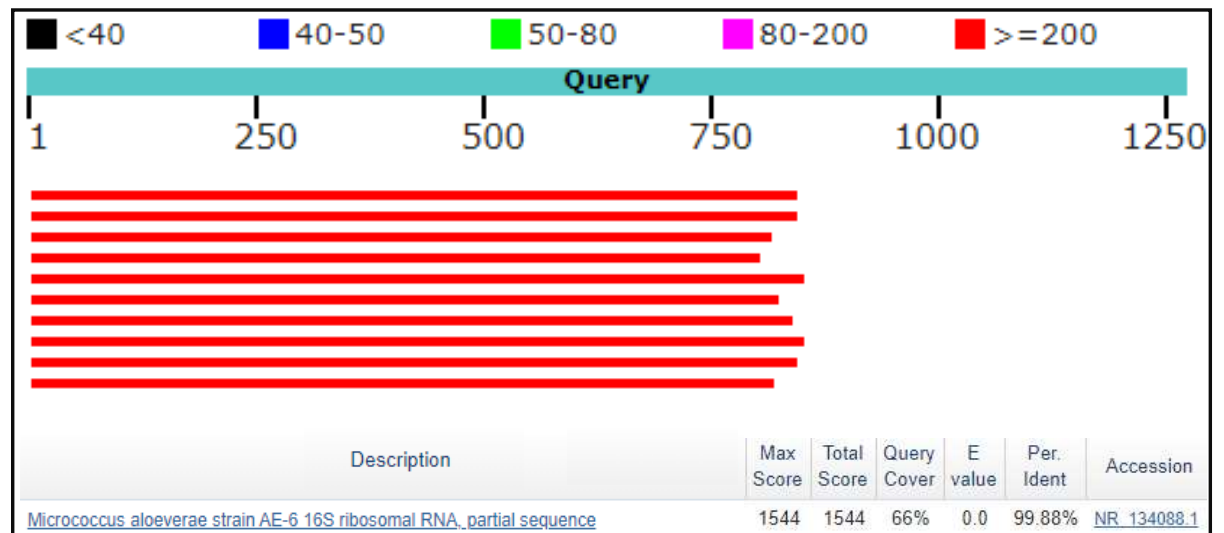 <40 40-50 50-80 80-200 >=200
Query
1 250 500 750 1000 1250
Description Max Score Total Score Query Cover E value Per. Ident Accession
Micrococcus aloeverae strain AE-6 16S ribosomal RNA, partial sequence 1544 1544 66% 0.0 99.88% NR_134088.1